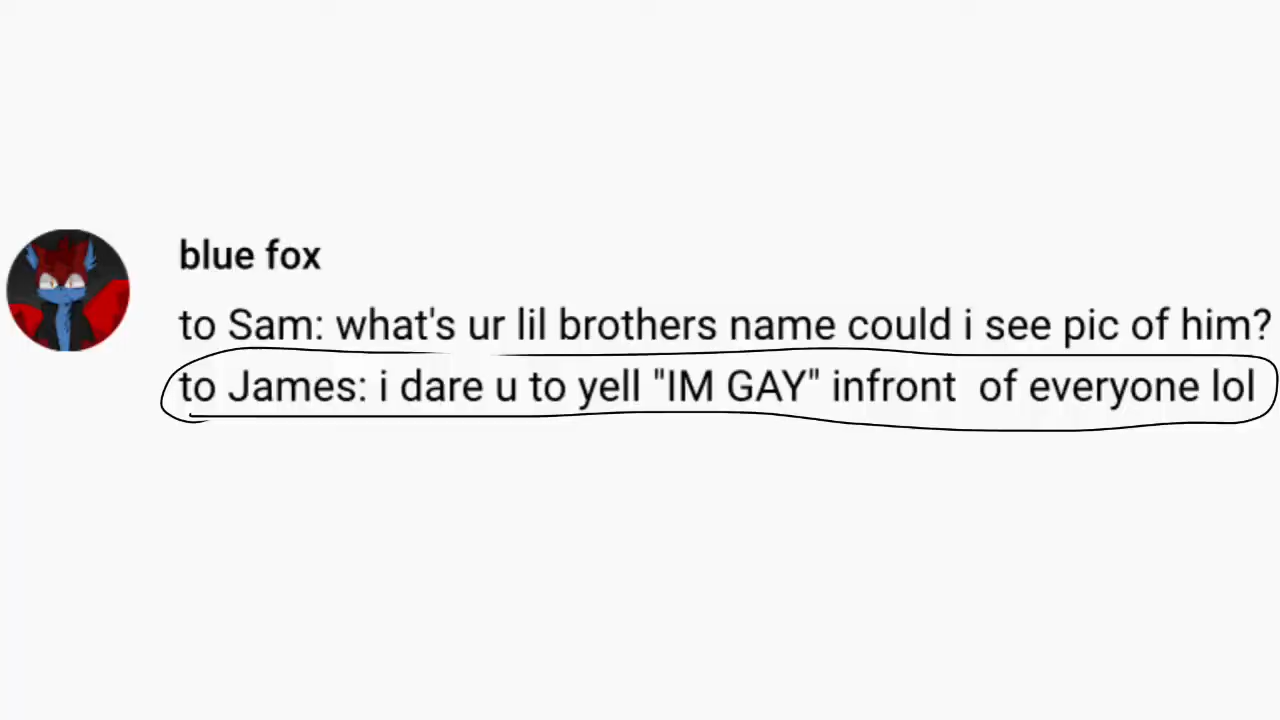 blue fox
to Sam: what's ur lil brothers name could i see pic of him?
to James: i dare u to yell "IM GAY" infront  of everyone lol